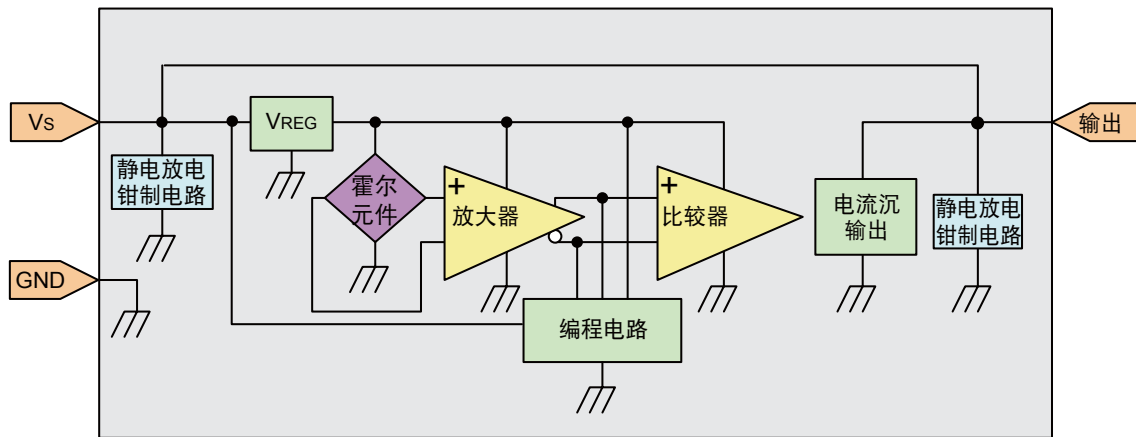 Vs
VREG
输出
静电放电
钳制电路
霍尔
元件
+
放大器
+
比较器
电流沉
输出
静电放电
钳制电路
GND
编程电路